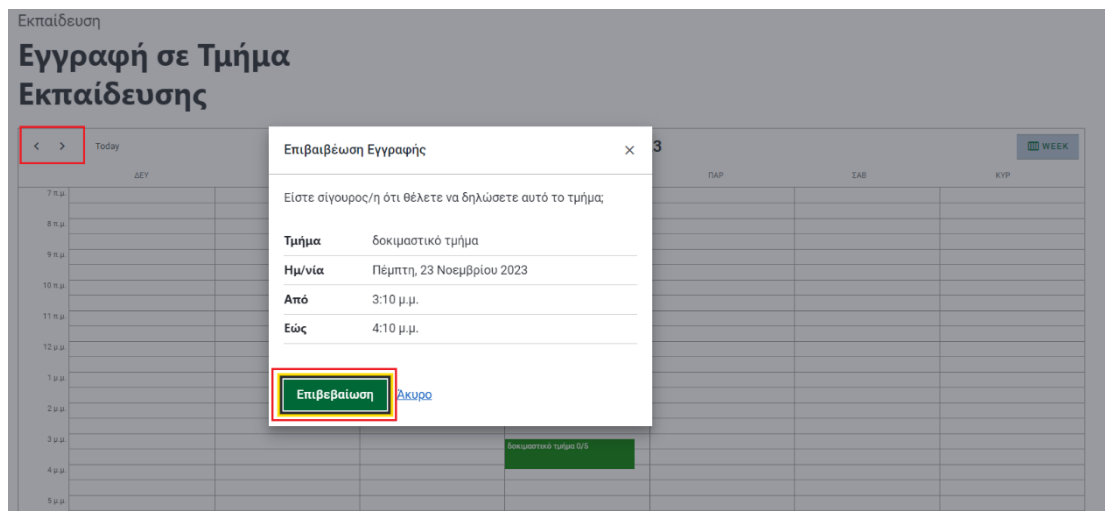 Εκπαίδευση
Εγγραφή σε Τμήμα
Εκπαίδευσης
Today
3
WEEK
ΔΕΥ
ΠΑΡ
ΣΑΒ
ΚΥΡ
Επιβαιβέωση Εγγραφής
Είστε σίγουρος/η ότι θέλετε να δηλώσετε αυτό το τμήμα;
Τμήμα δοκιμαστικό τμήμα
Ημ/νία Πέμπτη, 23 Νοεμβρίου 2023
Από 3:10 μ.μ.
Εώς 4:10 μ.μ.
Επιβεβαίωση Άκυρο
7 π.μ.
8 π.μ.
9 π.μ.
10 π.μ.
11 π.μ.
12 μ.μ.
1 μ.μ.
2 μ.μ.
3 μ.μ.
δοκιμαστικό τμήμα 0/5
4 μ.μ.
5 μ.μ.